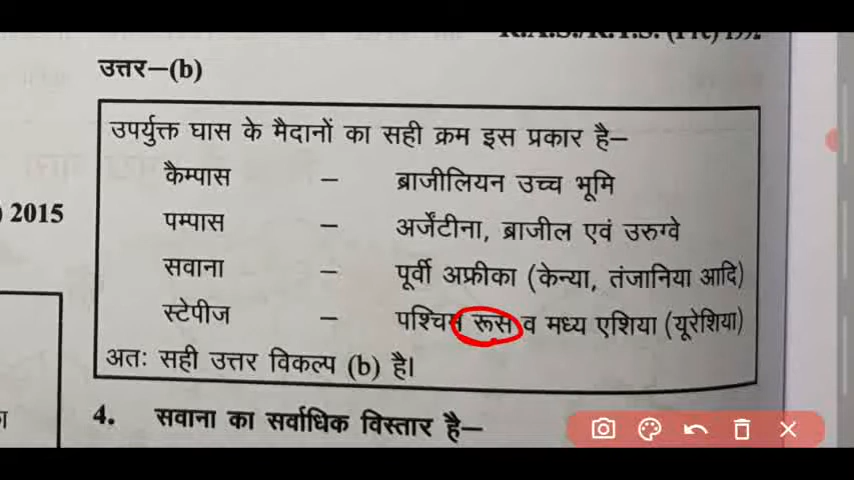 R.A.S./R.T.S. (Pre) 1992
उत्तर–(b)
उपर्युक्त घास के मैदानों का सही क्रम इस प्रकार है–
कैम्पास – ब्राजीलियन उच्च भूमि
) 2015
पम्पास – अर्जेंटीना, ब्राजील एवं उरुग्वे
सवाना – पूर्वी अफ्रीका (केन्या, तंजानिया आदि)
स्टेपीज – पश्चिम रूस व मध्य एशिया (यूरेशिया)
अतः सही उत्तर विकल्प (b) है।
4. सवाना का सर्वाधिक विस्तार है–